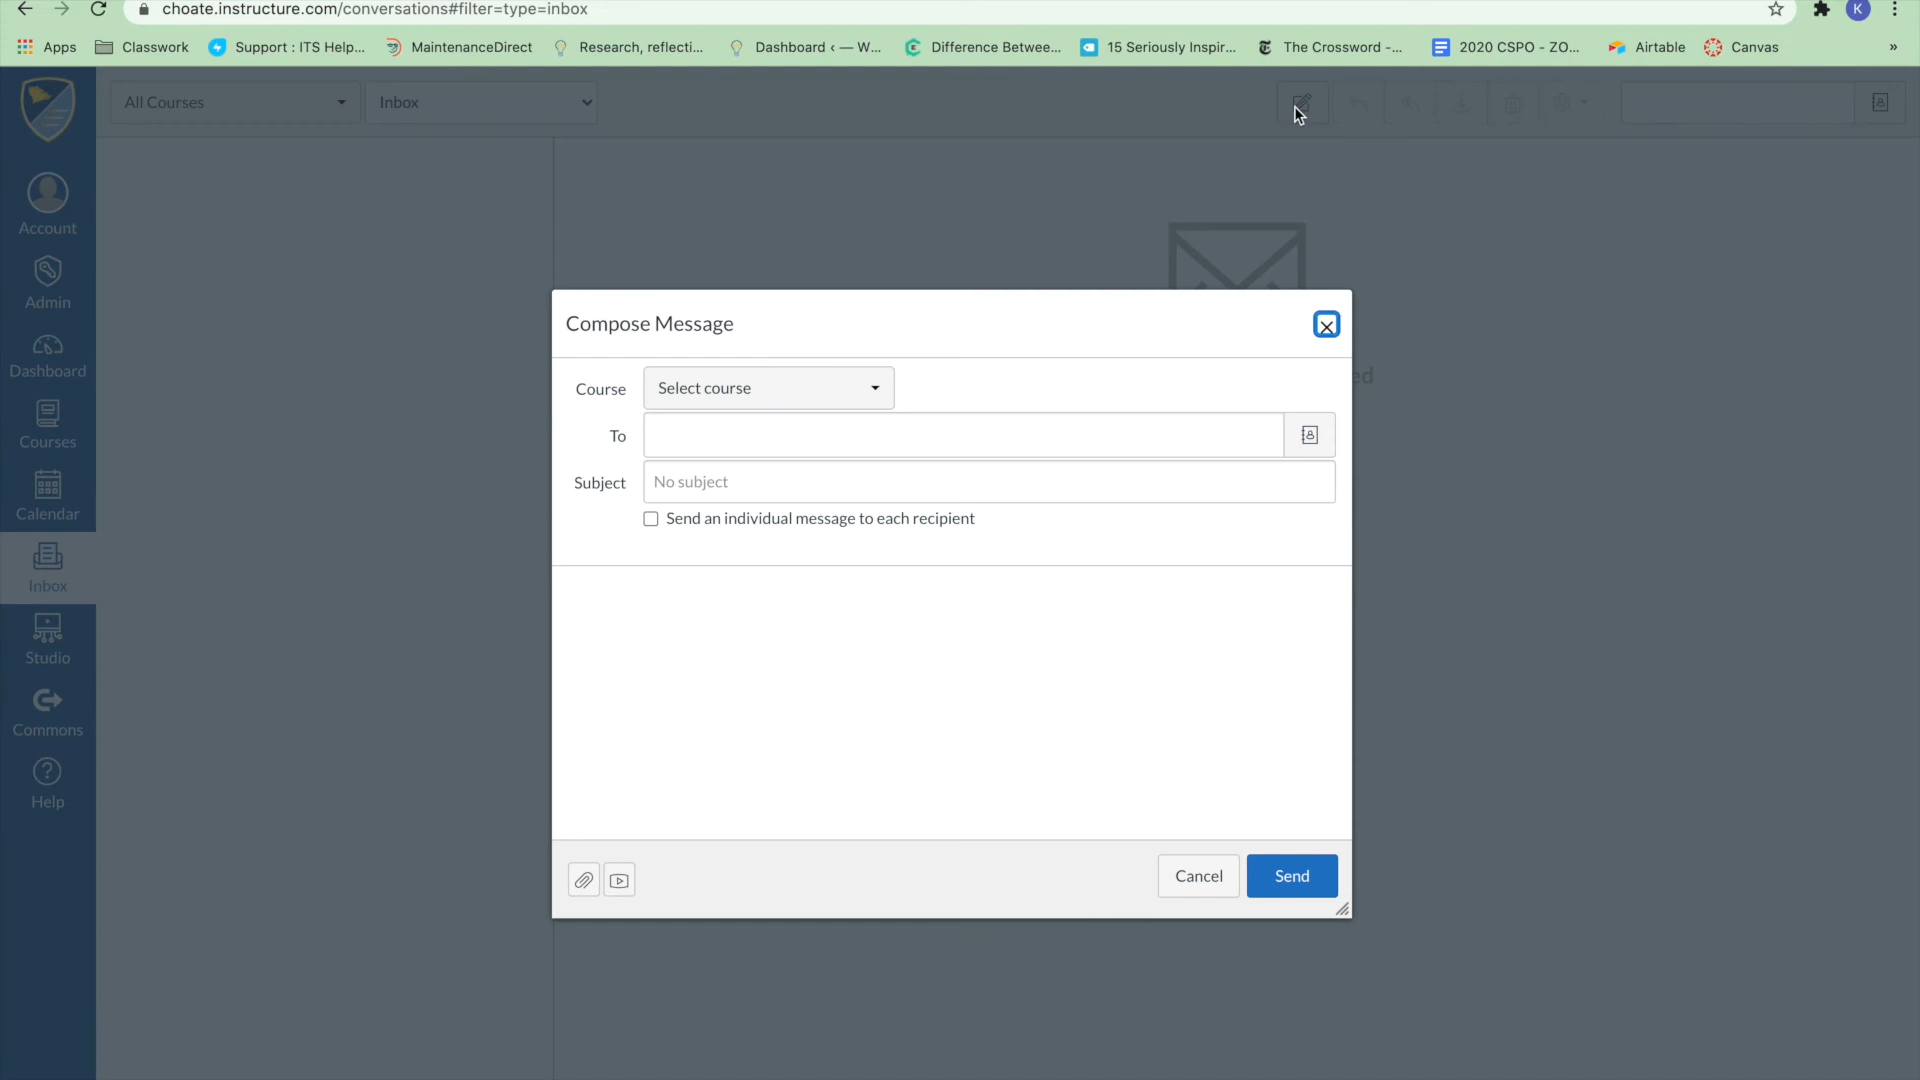 choate.instructure.com/conversations#filter=type=inbox
K
Apps
Classwork
Support : ITS Help...
MaintenanceDirect
Research, reflecti...
Dashboard ‹ — W...
Difference Betwee...
15 Seriously Inspir...
The Crossword -...
2020 CSPO - ZO...
Airtable
Canvas
»
All Courses
Inbox
Account
Admin
Dashboard
Courses
Calendar
Inbox
Studio
Commons
Help
Compose Message
Course
Select course
To
Subject
No subject
Send an individual message to each recipient
Cancel
Send